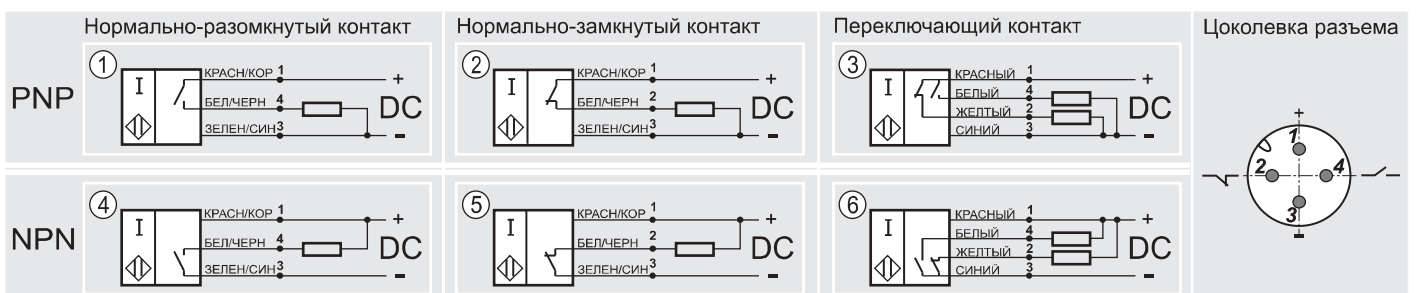 Нормально-разомкнутый контакт
Нормально-замкнутый контакт
Переключающий контакт
Цоколевка разъема
PNP
1
I
КРАСН/КОР 1
БЕЛ/ЧЕРН 4
ЗЕЛЕН/СИН 3
+
DC
-
2
I
КРАСН/КОР 1
БЕЛ/ЧЕРН 2
ЗЕЛЕН/СИН 3
+
DC
-
3
I
КРАСНЫЙ 1
БЕЛЫЙ 4
ЖЕЛТЫЙ 2
СИНИЙ 3
+
DC
-
NPN
4
I
КРАСН/КОР 1
БЕЛ/ЧЕРН 4
ЗЕЛЕН/СИН 3
+
DC
-
5
I
КРАСН/КОР 1
БЕЛ/ЧЕРН 2
ЗЕЛЕН/СИН 3
+
DC
-
6
I
КРАСНЫЙ 1
БЕЛЫЙ 4
ЖЕЛТЫЙ 2
СИНИЙ 3
+
DC
-
+
1
2
4
3
-